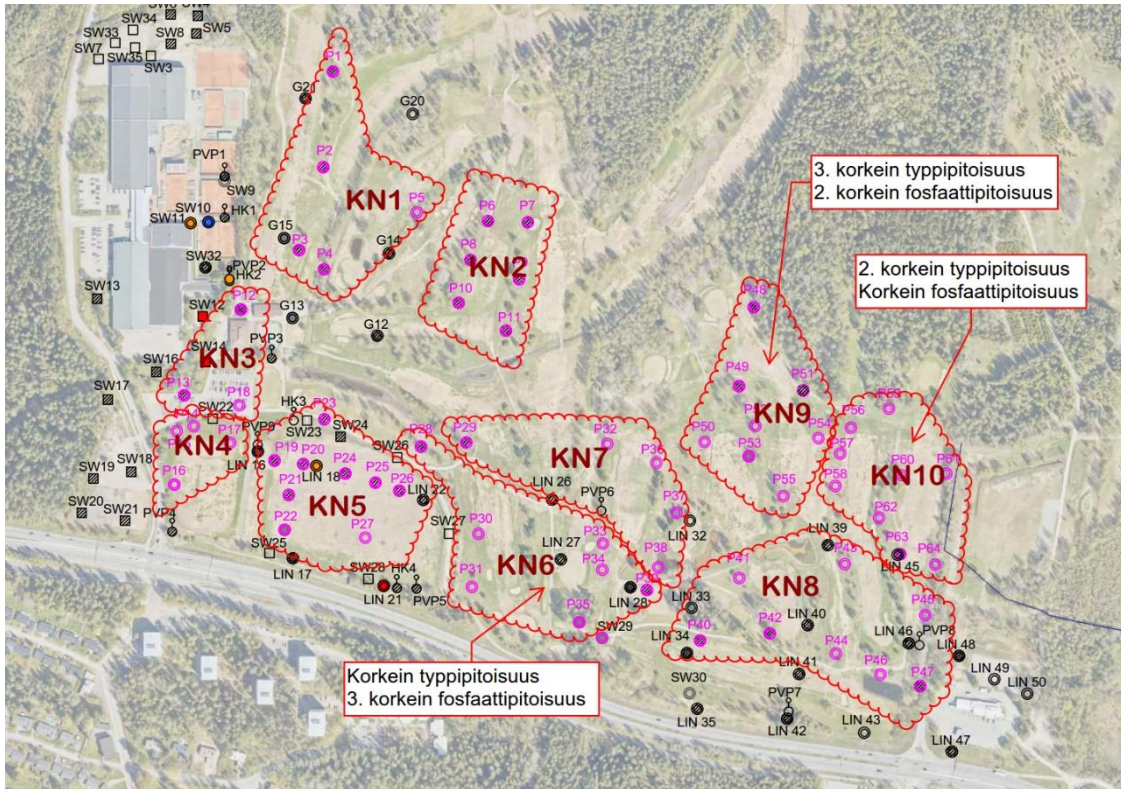 SW6
SW4
SW34
SW5
SW33
SW8
SW7
SW35
SW3
P1
G21
G20
PVP1
P2
SW9
KN1
P5
SW11
SW10
HK1
G15
P3
P4
G14
SW32
PVP2
HK2
P6
P7
P8
KN2
P10
P11
3. korkein typpipitoisuus
2. korkein fosfaattipitoisuus
2. korkein typpipitoisuus
Korkein fosfaattipitoisuus
SW13
SW12
P12
G13
G12
PVP3
SW14
KN3
SW16
P13
P18
SW17
SW22
P17
KN4
P16
SW19
SW18
SW20
SW21
PVP4
HK3
P23
SW23
SW24
PVP9
LIN 16
P19
P20
LIN 18
P24
P25
P26
P21
KN5
P22
P27
SW26
P28
LIN 22
SW25
LIN 17
SW28
LIN 21
HK4
PVP5
SW27
P29
KN7
P32
P36
LIN 26
PVP6
P37
LIN 32
P30
LIN 27
P33
P34
P38
KN6
P31
LIN 28
P35
SW29
P48
P49
P51
KN9
P50
P53
P54
P55
P56
P57
P58
P60
KN10
P62
P63
P64
LIN 45
LIN 39
P41
KN8
LIN 33
LIN 34
P40
P42
LIN 40
P44
LIN 41
P46
LIN 46
PVP8
P47
LIN 48
LIN 49
LIN 50
SW30
LIN 35
PVP7
LIN 42
LIN 43
LIN 47
Korkein typpipitoisuus
3. korkein fosfaattipitoisuus